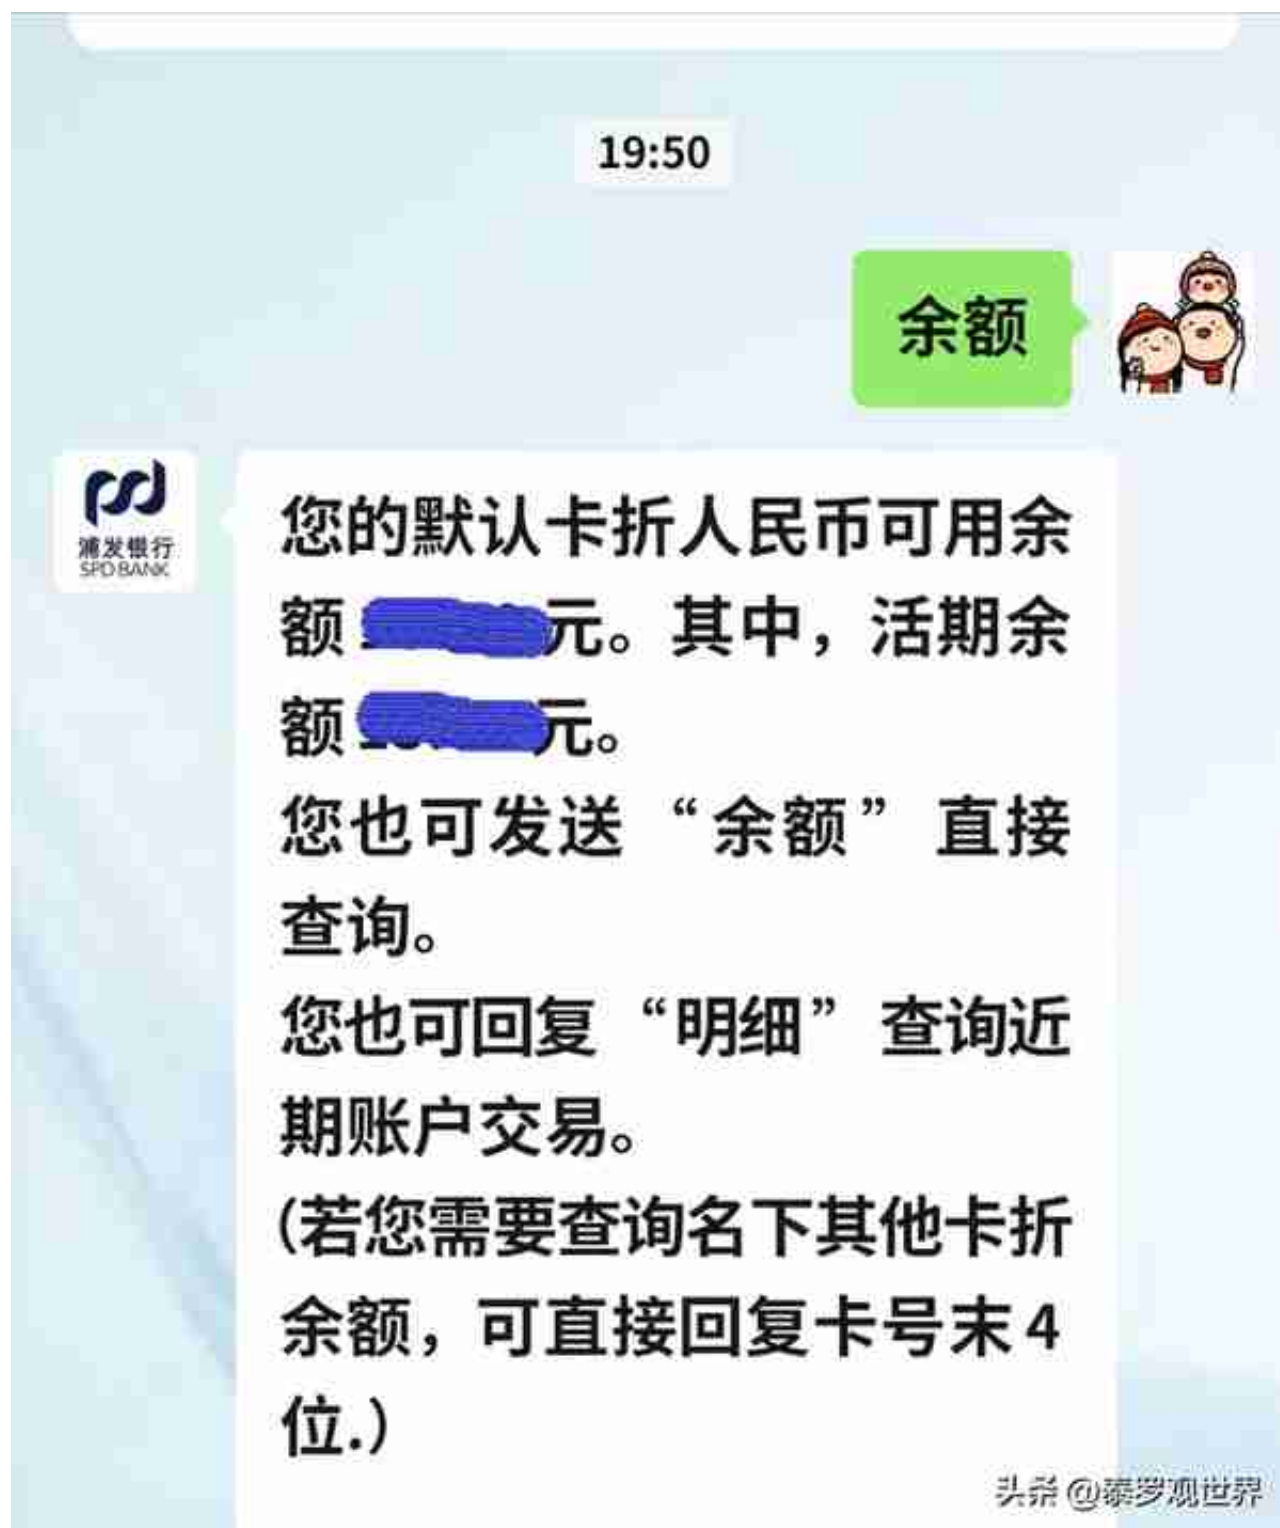 19:50
余额
浦发银行
SPD BANK
您的默认卡折人民币可用余
额 元。其中，活期余
额 元。
您也可发送“余额”直接
查询。
您也可回复“明细”查询近
期账户交易。
(若您需要查询名下其他卡折
余额，可直接回复卡号末4
位.)
头条 @泰罗观世界